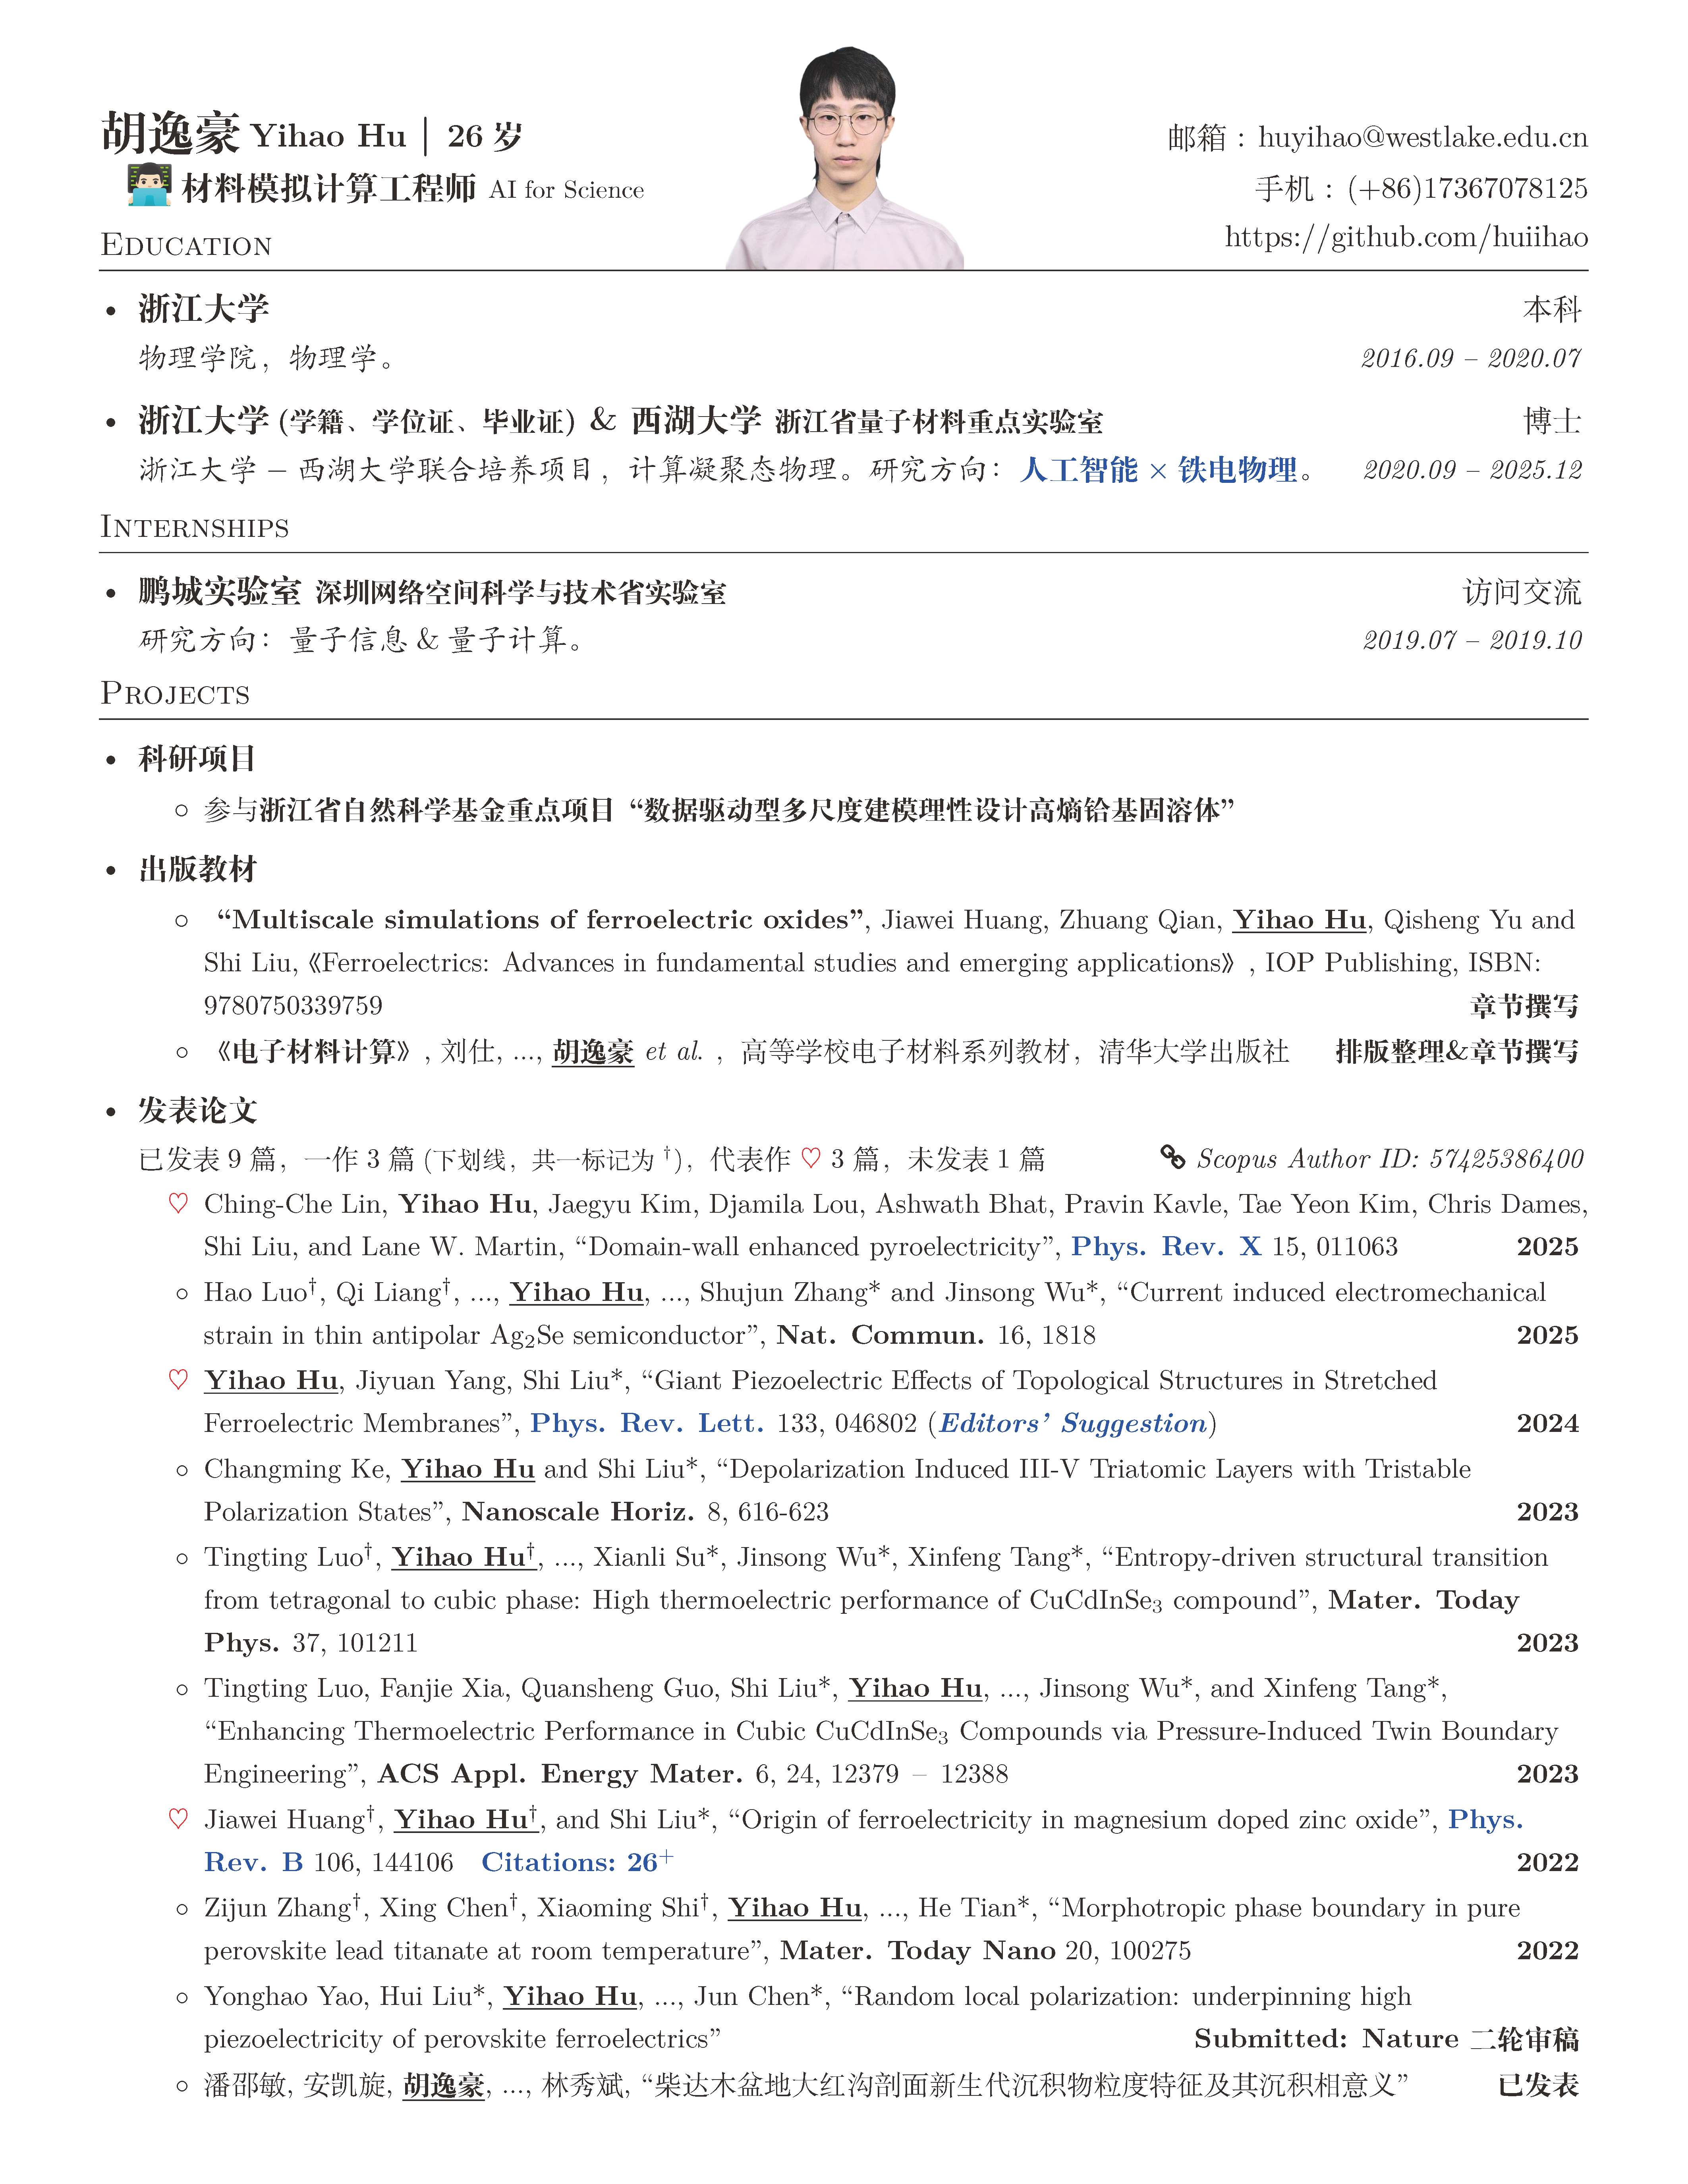 胡逸豪 Yihao Hu | 26 岁
邮箱：huyihao@westlake.edu.cn
材料模拟计算工程师 AI for Science
手机：(+86)17367078125
EDUCATION
https://github.com/huiihao
• 浙江大学 本科
物理学院，物理学。 2016.09 – 2020.07
• 浙江大学 (学籍、学位证、毕业证) & 西湖大学 浙江省量子材料重点实验室 博士
浙江大学 – 西湖大学联合培养项目，计算凝聚态物理。研究方向：人工智能 × 铁电物理。 2020.09 – 2025.12
INTERNSHIPS
• 鹏城实验室 深圳网络空间科学与技术省实验室 访问交流
研究方向：量子信息 & 量子计算。 2019.07 – 2019.10
PROJECTS
• 科研项目
○ 参与浙江省自然科学基金重点项目 “数据驱动型多尺度建模理性设计高熵铪基固溶体”
• 出版教材
○ “Multiscale simulations of ferroelectric oxides”, Jiawei Huang, Zhuang Qian, Yihao Hu, Qisheng Yu and
Shi Liu,《Ferroelectrics: Advances in fundamental studies and emerging applications》, IOP Publishing, ISBN:
9780750339759 章节撰写
○ 《电子材料计算》, 刘仕, ..., 胡逸豪 et al. ，高等学校电子材料系列教材，清华大学出版社 排版整理&章节撰写
• 发表论文
已发表 9 篇，一作 3 篇 (下划线，共一标记为 †)，代表作 ♡ 3 篇，未发表 1 篇 Scopus Author ID: 57425386400
♡ Ching-Che Lin, Yihao Hu, Jaegyu Kim, Djamila Lou, Ashwath Bhat, Pravin Kavle, Tae Yeon Kim, Chris Dames,
Shi Liu, and Lane W. Martin, “Domain-wall enhanced pyroelectricity”, Phys. Rev. X 15, 011063 2025
○ Hao Luo†, Qi Liang†, ..., Yihao Hu, ..., Shujun Zhang* and Jinsong Wu*, “Current induced electromechanical
strain in thin antipolar Ag₂Se semiconductor”, Nat. Commun. 16, 1818 2025
♡ Yihao Hu, Jiyuan Yang, Shi Liu*, “Giant Piezoelectric Effects of Topological Structures in Stretched
Ferroelectric Membranes”, Phys. Rev. Lett. 133, 046802 (Editors’ Suggestion) 2024
○ Changming Ke, Yihao Hu and Shi Liu*, “Depolarization Induced III-V Triatomic Layers with Tristable
Polarization States”, Nanoscale Horiz. 8, 616-623 2023
○ Tingting Luo†, Yihao Hu†, ..., Xianli Su*, Jinsong Wu*, Xinfeng Tang*, “Entropy-driven structural transition
from tetragonal to cubic phase: High thermoelectric performance of CuCdInSe₃ compound”, Mater. Today
Phys. 37, 101211 2023
○ Tingting Luo, Fanjie Xia, Quansheng Guo, Shi Liu*, Yihao Hu, ..., Jinsong Wu*, and Xinfeng Tang*,
“Enhancing Thermoelectric Performance in Cubic CuCdInSe₃ Compounds via Pressure-Induced Twin Boundary
Engineering”, ACS Appl. Energy Mater. 6, 24, 12379 – 12388 2023
♡ Jiawei Huang†, Yihao Hu†, and Shi Liu*, “Origin of ferroelectricity in magnesium doped zinc oxide”, Phys.
Rev. B 106, 144106 Citations: 26⁺ 2022
○ Zijun Zhang†, Xing Chen†, Xiaoming Shi†, Yihao Hu, ..., He Tian*, “Morphotropic phase boundary in pure
perovskite lead titanate at room temperature”, Mater. Today Nano 20, 100275 2022
○ Yonghao Yao, Hui Liu*, Yihao Hu, ..., Jun Chen*, “Random local polarization: underpinning high
piezoelectricity of perovskite ferroelectrics” Submitted: Nature 二轮审稿
○ 潘邵敏, 安凯旋, 胡逸豪, ..., 林秀斌, “柴达木盆地大红沟剖面新生代沉积物粒度特征及其沉积相意义” 已发表